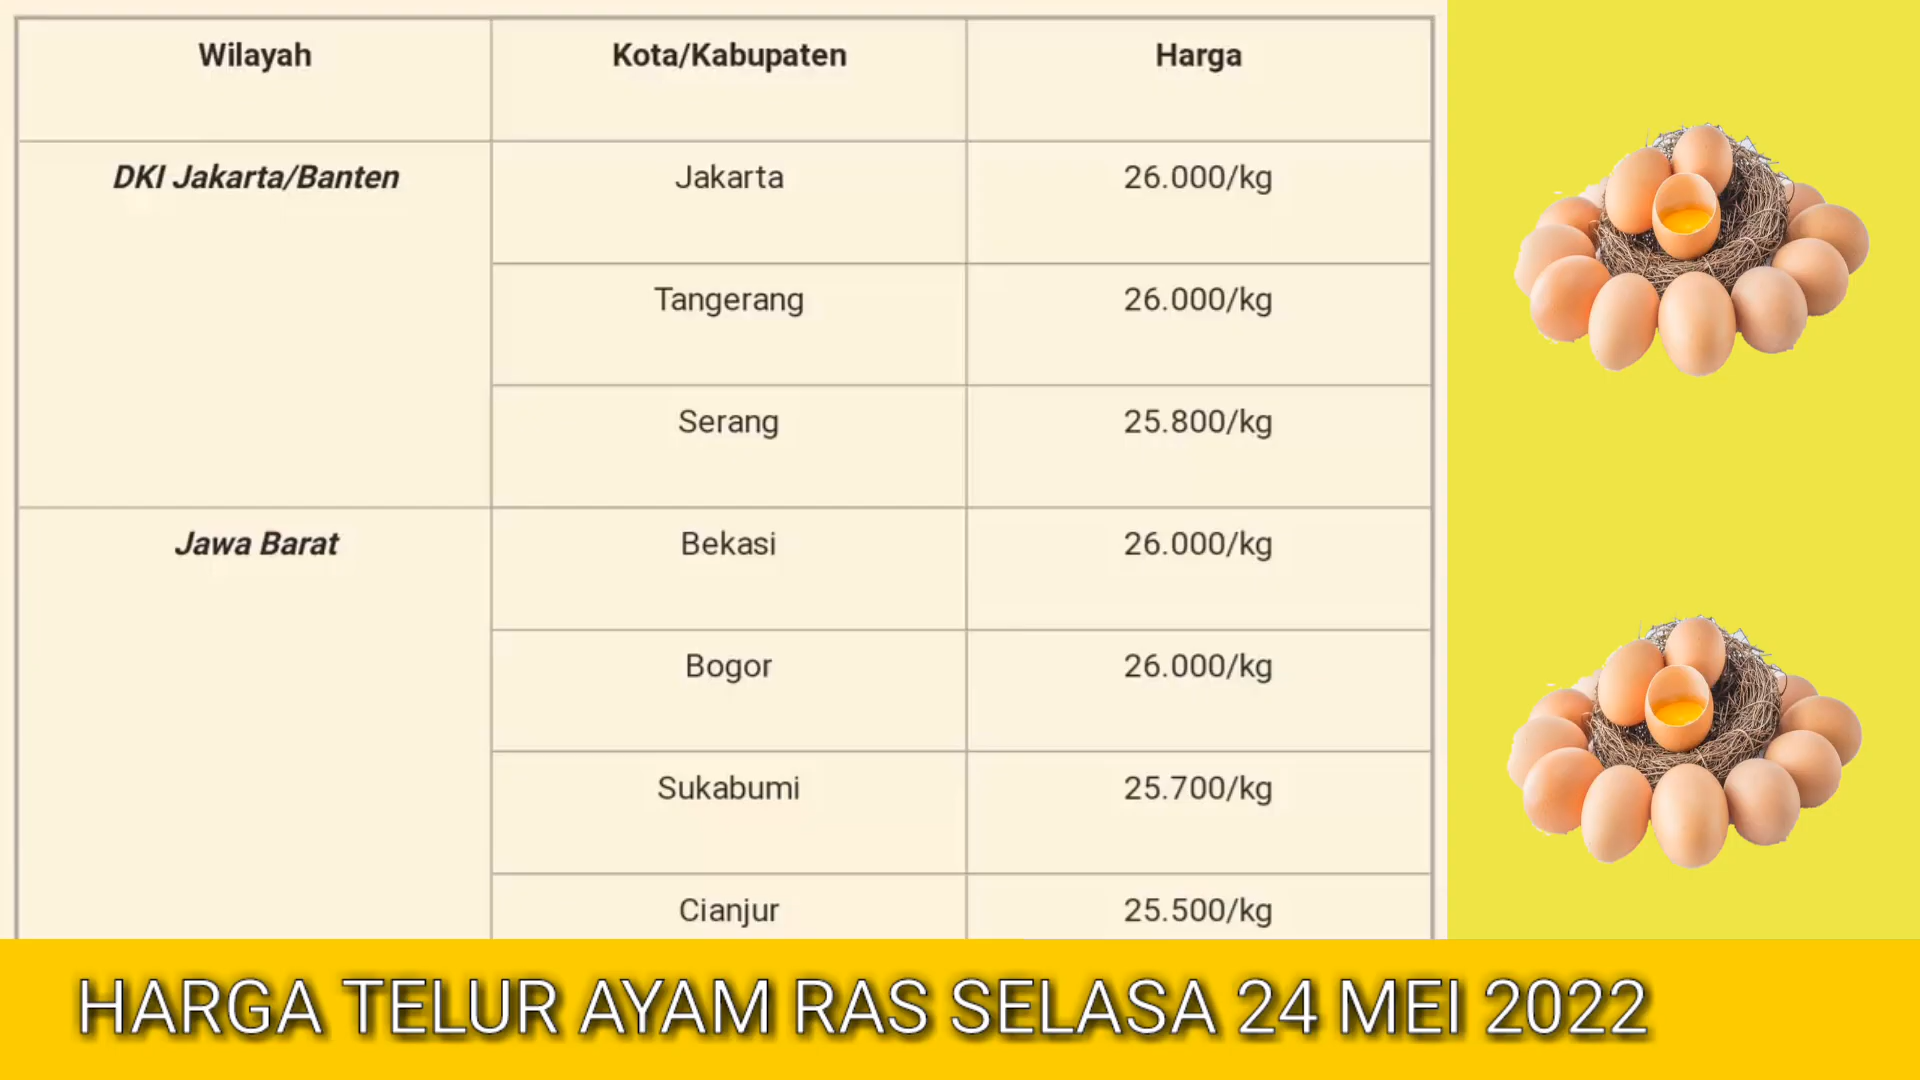 Wilayah Kota/Kabupaten Harga
DKI Jakarta/Banten Jakarta 26.000/kg
Tangerang 26.000/kg
Serang 25.800/kg
Jawa Barat Bekasi 26.000/kg
Bogor 26.000/kg
Sukabumi 25.700/kg
Cianjur 25.500/kg
HARGA TELUR AYAM RAS SELASA 24 MEI 2022